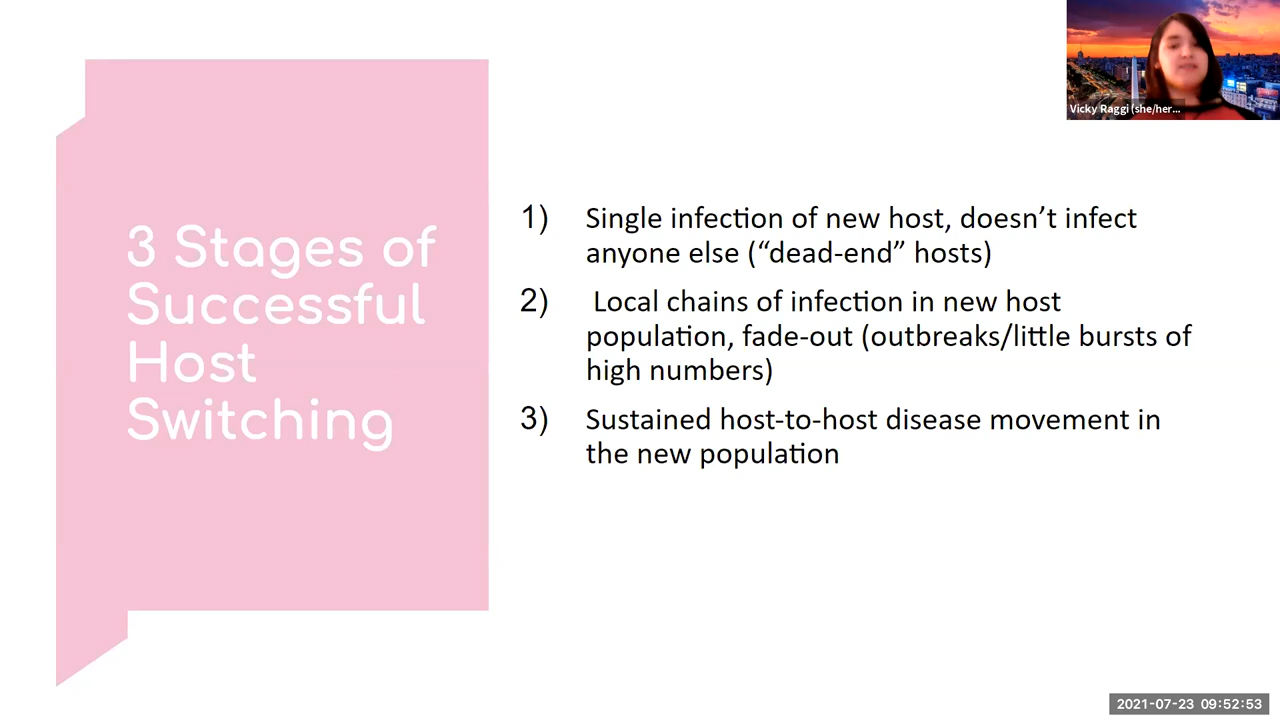 3 Stages of
Successful
Host
Switching
1) Single infection of new host, doesn’t infect
anyone else (“dead-end” hosts)
2) Local chains of infection in new host
population, fade-out (outbreaks/little bursts of
high numbers)
3) Sustained host-to-host disease movement in
the new population
Vicky Raggi (she/her...
2021-07-23 09:52:53